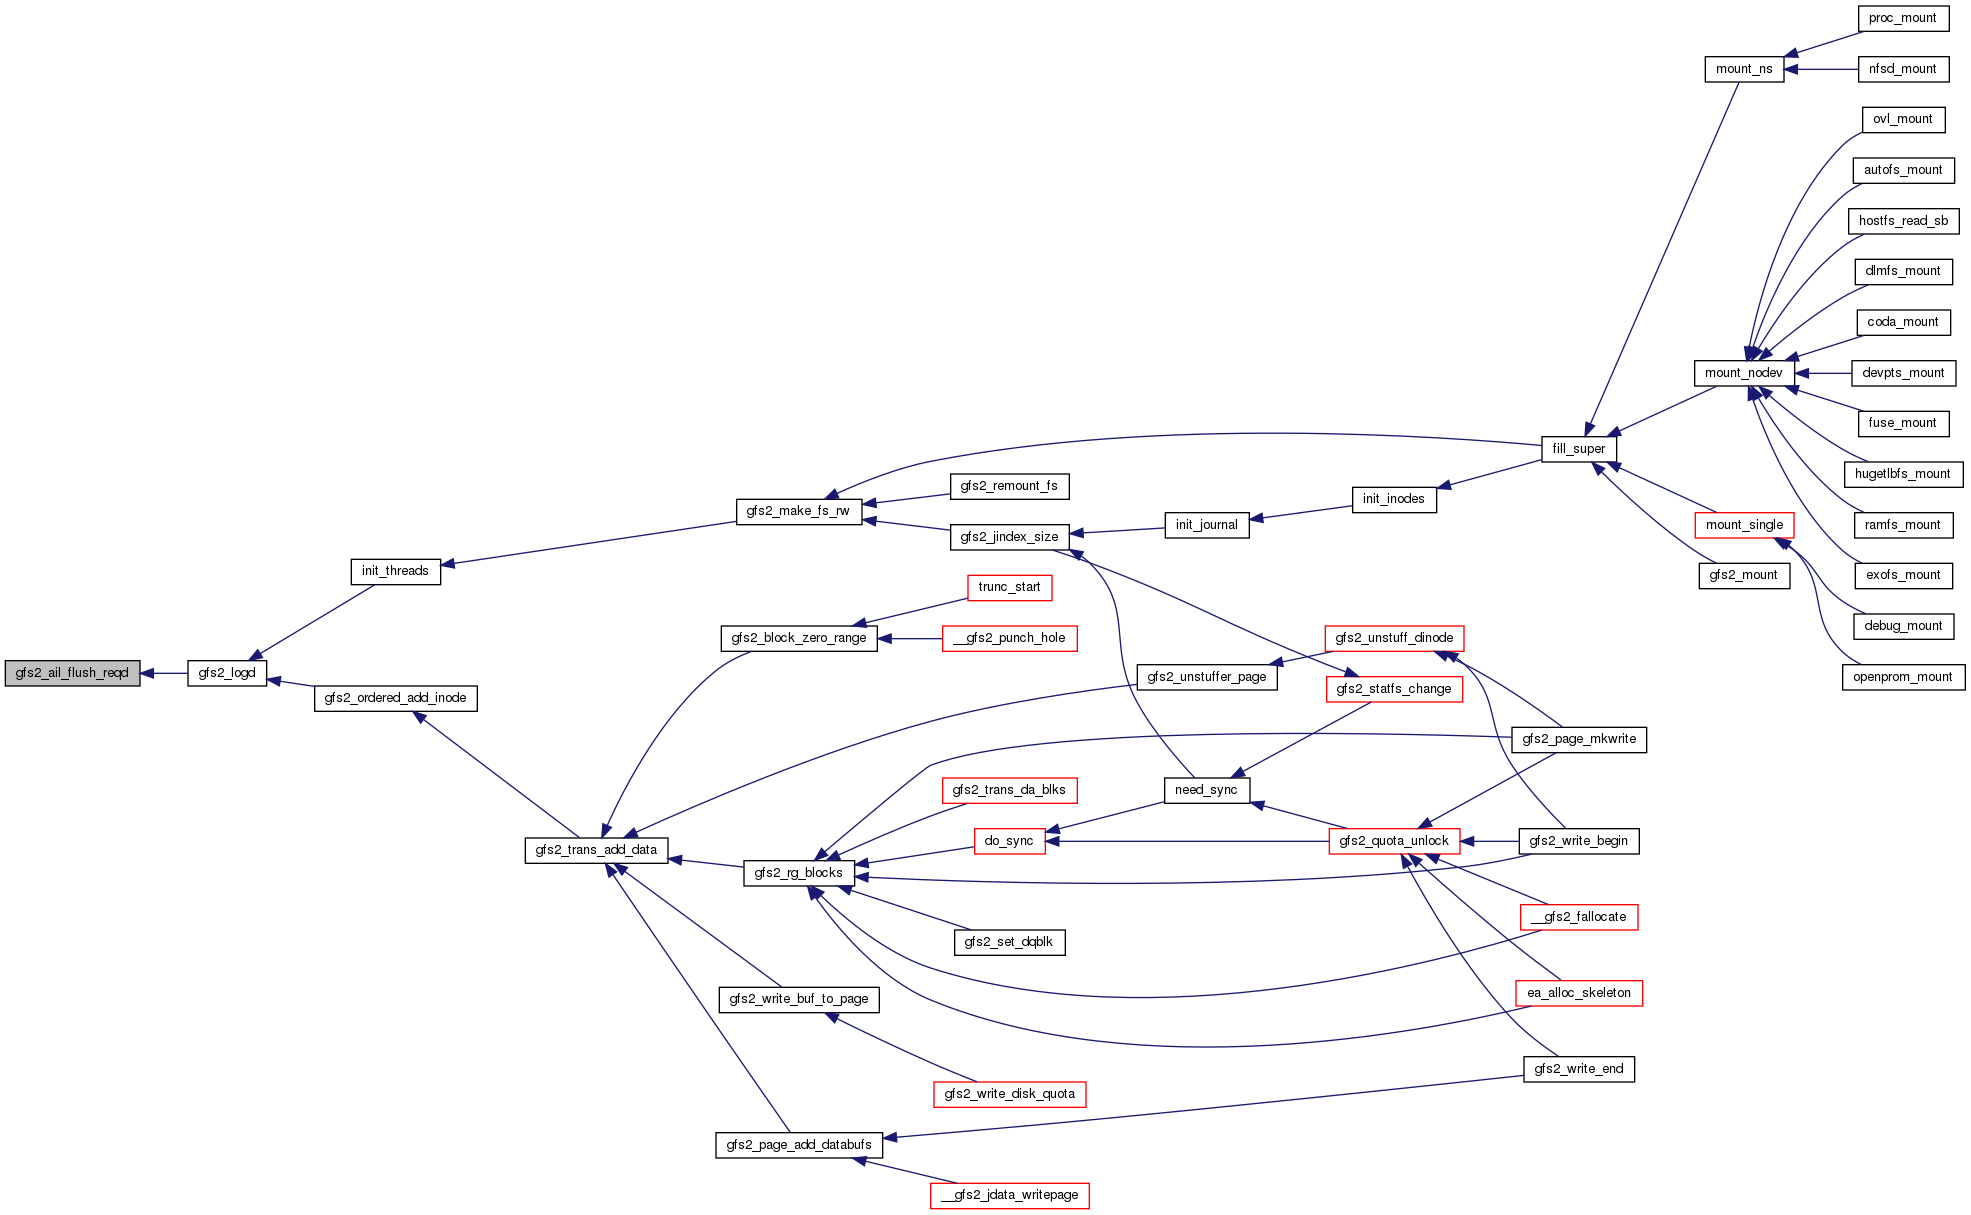 proc_mount
mount_ns
nfsd_mount
ovl_mount
autofs_mount
hostfs_read_sb
dlmfs_mount
coda_mount
mount_nodev
devpts_mount
fuse_mount
fill_super
hugetlbfs_mount
gfs2_remount_fs
init_inodes
gfs2_make_fs_rw
init_journal
mount_single
ramfs_mount
gfs2_jindex_size
init_threads
gfs2_mount
exofs_mount
trunc_start
debug_mount
gfs2_block_zero_range
__gfs2_punch_hole
gfs2_unstuff_dinode
gfs2_ail_flush_reqd
gfs2_logd
gfs2_unstuffer_page
openprom_mount
gfs2_ordered_add_inode
gfs2_statfs_change
gfs2_page_mkwrite
gfs2_trans_da_blks
need_sync
do_sync
gfs2_quota_unlock
gfs2_write_begin
gfs2_trans_add_data
gfs2_rg_blocks
__gfs2_fallocate
gfs2_set_dqblk
gfs2_write_buf_to_page
ea_alloc_skeleton
gfs2_write_end
gfs2_write_disk_quota
gfs2_page_add_databufs
__gfs2_jdata_writepage